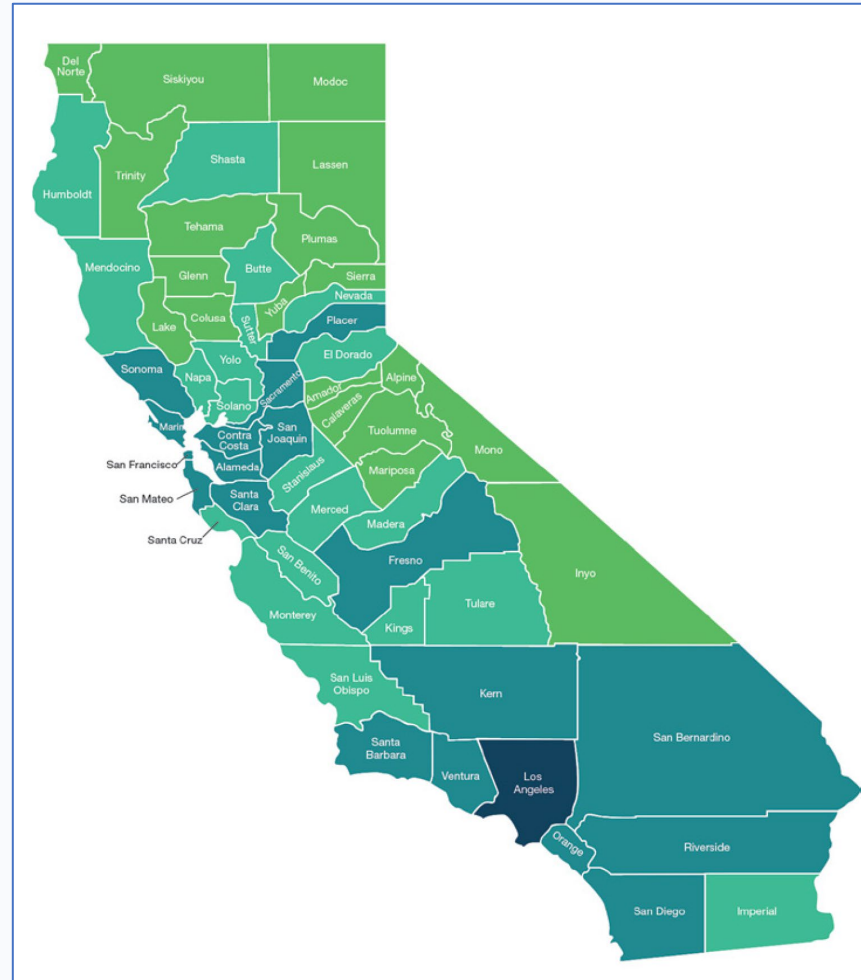 Del
Norte
Siskiyou
Modoc
Humboldt
Trinity
Shasta
Lassen
Tehama
Plumas
Mendocino
Glenn
Butte
Sierra
Nevada
Yuba
Lake
Colusa
Sutter
Placer
Sonoma
Napa
Yolo
El Dorado
Solano
Sacramento
Amador
Alpine
Marin
Contra
Costa
San
Joaquin
Calaveras
Tuolumne
Mono
San Francisco
Alameda
Stanislaus
Mariposa
San Mateo
Santa
Clara
Merced
Madera
Santa Cruz
San Benito
Fresno
Inyo
Monterey
Kings
Tulare
San Luis
Obispo
Kern
San Bernardino
Santa
Barbara
Ventura
Los
Angeles
Orange
Riverside
San Diego
Imperial